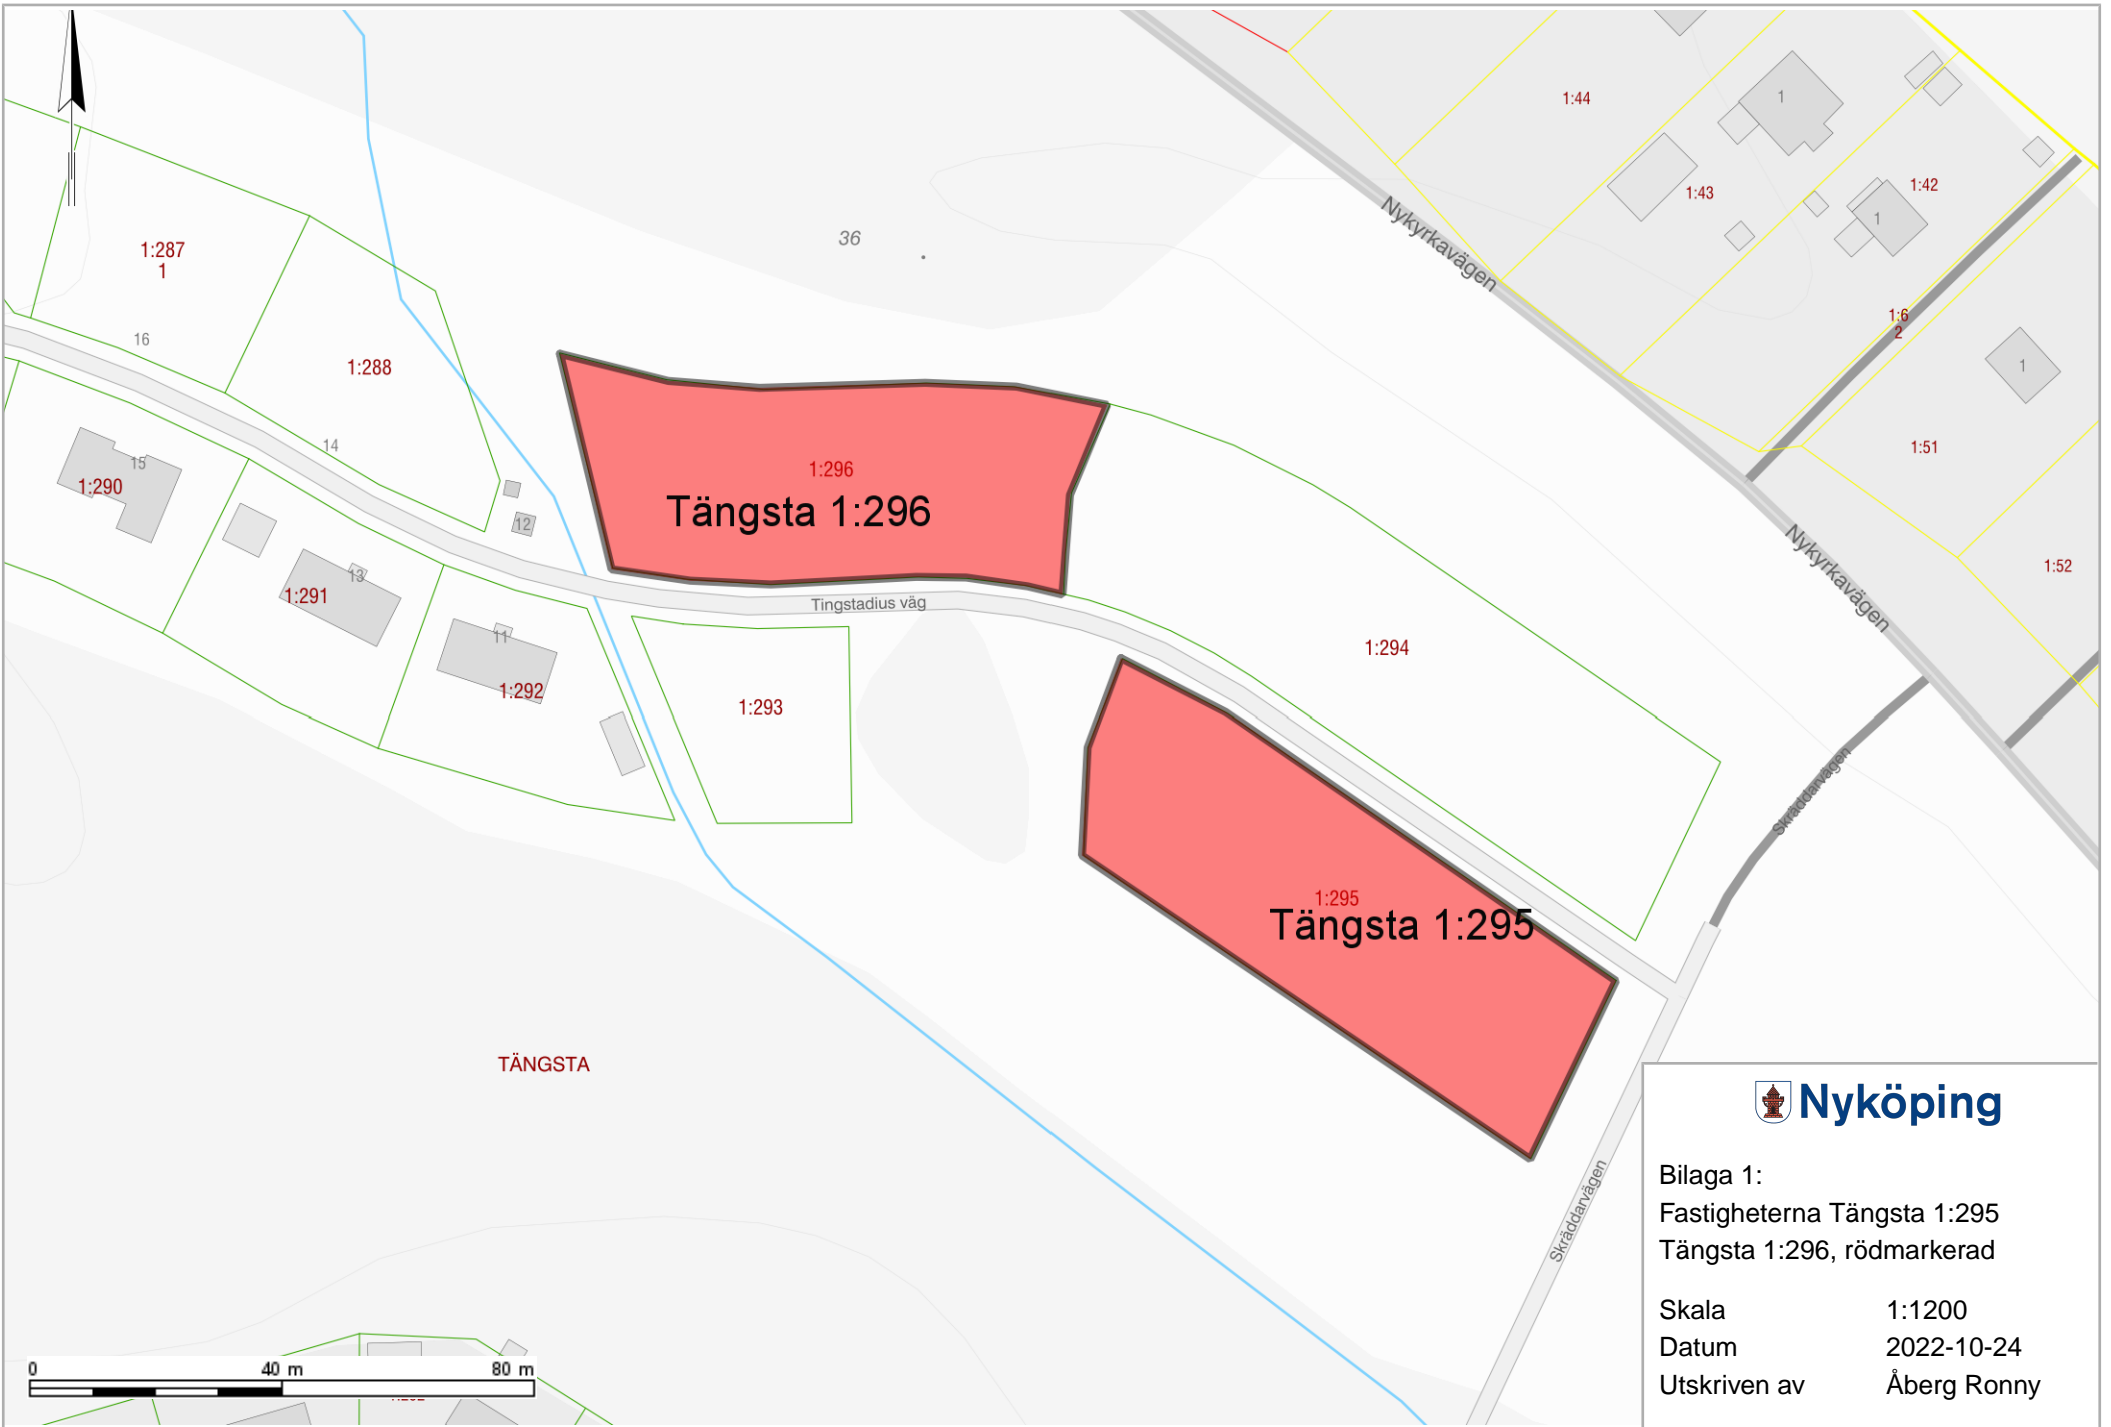 1:44
1
1:43
1:42
1
Nykyrkavägen
36
1:287
1
1:6
2
16
1:288
1
14
1:51
15
1:290
1:296
Tängsta 1:296
12
Nykyrkavägen
1:52
13
1:291
Tingstadius väg
11
1:292
1:294
1:293
Skräddarvägen
1:295
Tängsta 1:295
TÄNGSTA
Skräddarvägen
Nyköping
Bilaga 1:
Fastigheterna Tängsta 1:295
Tängsta 1:296, rödmarkerad
Skala 1:1200
Datum 2022-10-24
Utskriven av Åberg Ronny
0 40 m 80 m